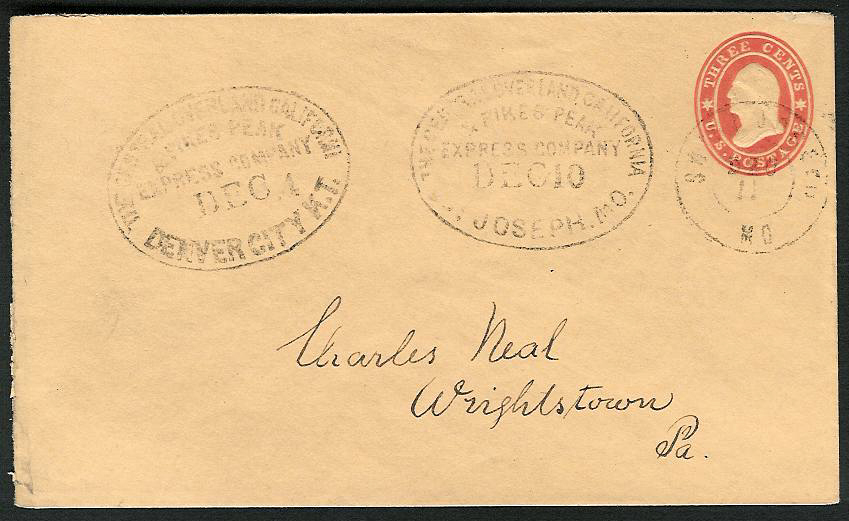 THE CENTRAL OVERLAND CALIFORNIA
& PIKES PEAK
EXPRESS COMPANY
DEC. 4
DENVER CITY K.T.
THE CENTRAL OVERLAND CALIFORNIA
& PIKES PEAK
EXPRESS COMPANY
DEC 10
ST. JOSEPH. MO.
THREE CENTS
U.S. POSTAGE
11
MO
Charles Neal
Wrightstown
Pa.